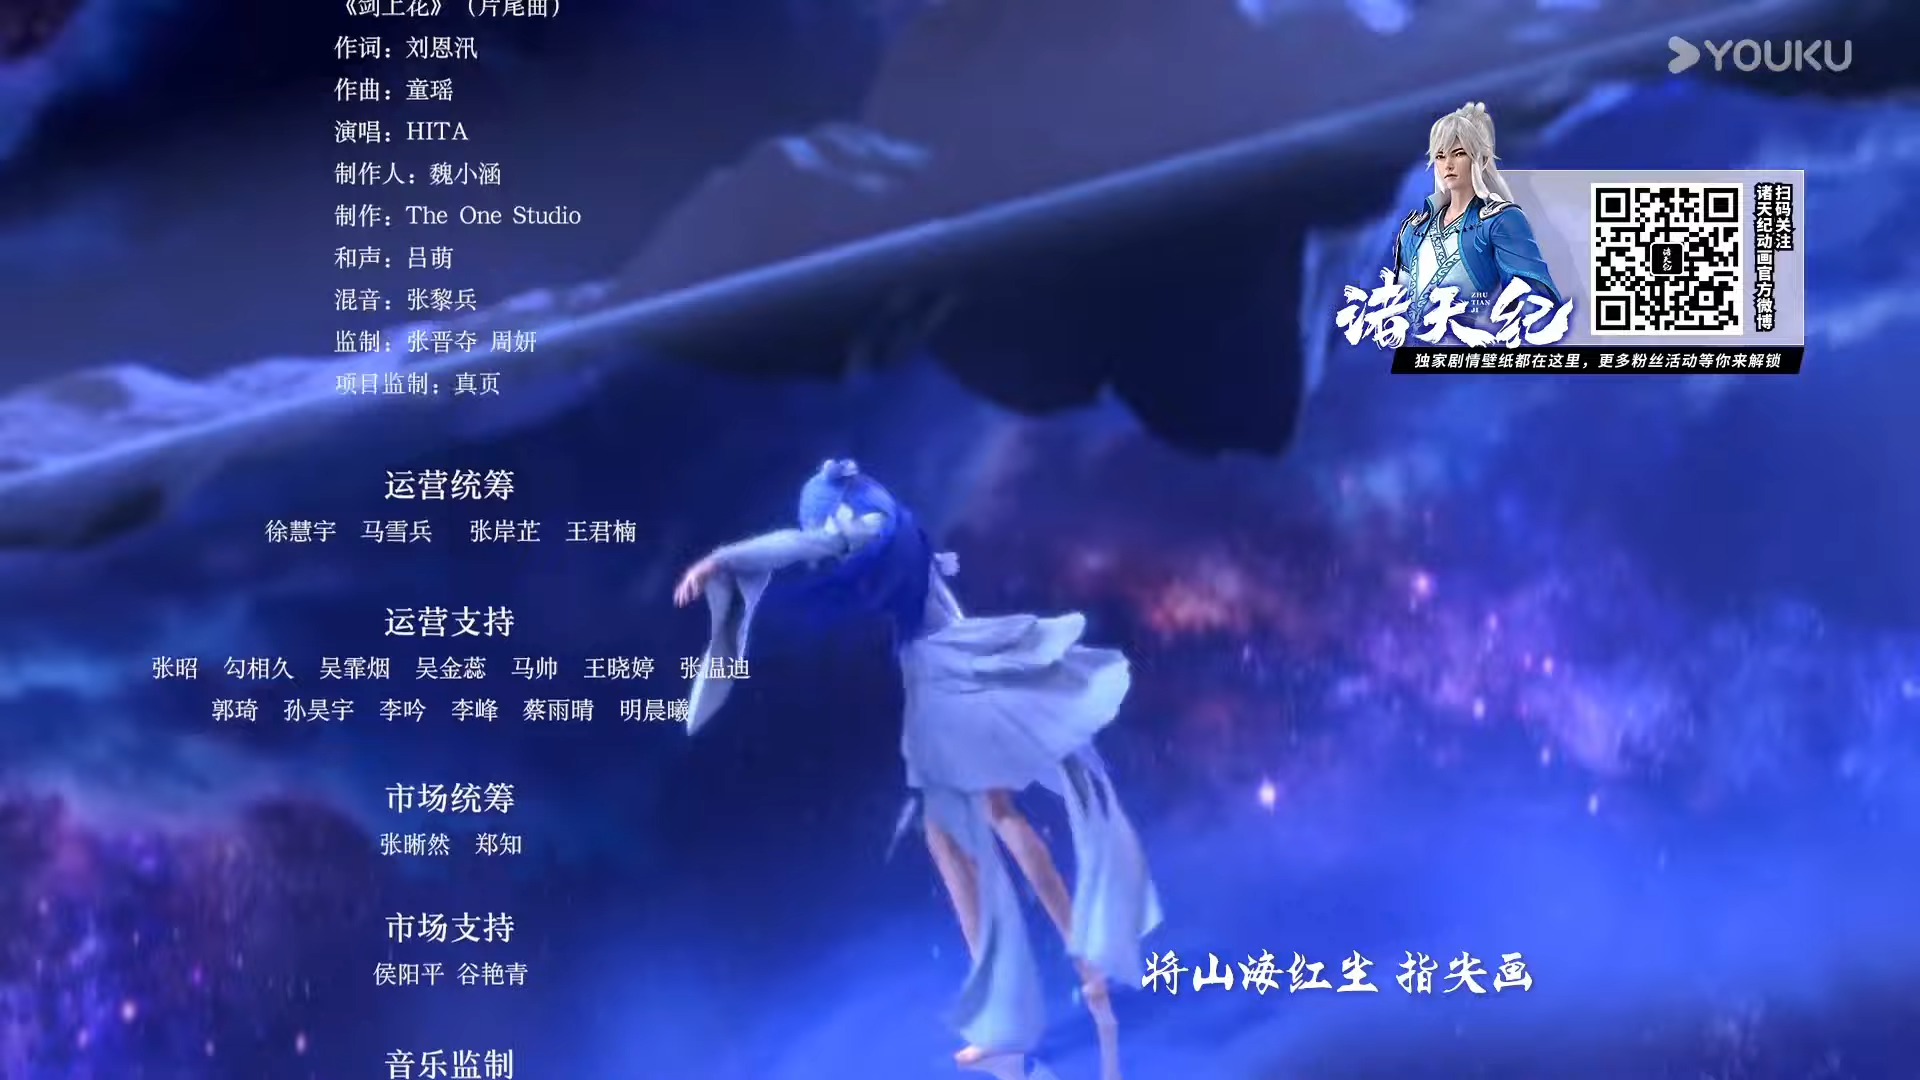 《剑上花》（片尾曲）
作词：刘恩汛
作曲：童瑶
演唱：HITA
制作人：魏小涵
制作：The One Studio
和声：吕萌
混音：张黎兵
监制：张晋夺 周妍
项目监制：真页
运营统筹
徐慧宇 马雪兵 张岸芷 王君楠
运营支持
张昭 勾相久 吴霏烟 吴金蕊 马帅 王晓婷 张温迪
郭琦 孙昊宇 李吟 李峰 蔡雨晴 明晨曦
市场统筹
张晰然 郑知
市场支持
侯阳平 谷艳青
音乐监制
YOUKU
扫码关注
诸天纪动画官方微博
诸天纪
ZHU
TIAN
JI
诸天纪
独家剧情壁纸都在这里，更多粉丝活动等你来解锁
将山海红尘 指尖画